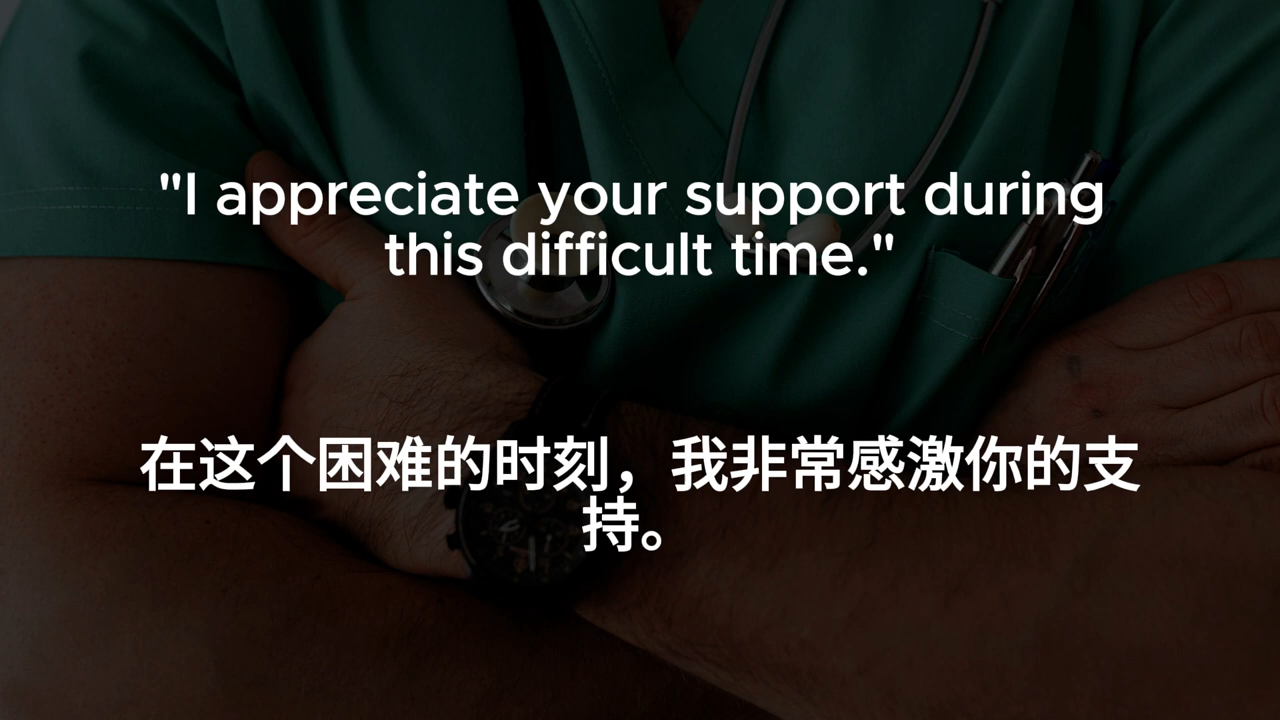 "I appreciate your support during
this difficult time."
在这个困难的时刻，我非常感激你的支
持。